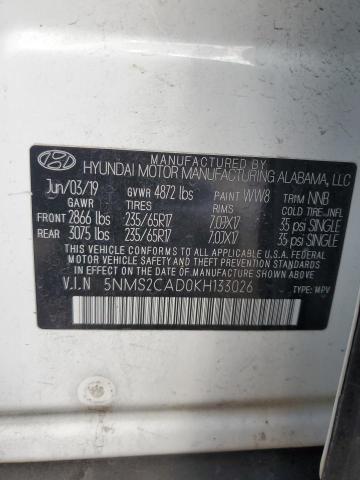 MANUFACTURED BY
HYUNDAI MOTOR MANUFACTURING ALABAMA, LLC
Jun/03/19 GVWR 4872 lbs PAINT WW8 TRIM NNB
GAWR TIRES RIMS COLD TIRE.INFL
FRONT 2866 lbs 235/65R17 7.0JX17 35 psi SINGLE
REAR 3075 lbs 235/65R17 7.0JX17 35 psi SINGLE
THIS VEHICLE CONFORMS TO ALL APPLICABLE U.S.A. FEDERAL
MOTOR VEHICLE SAFETY AND THEFT PREVENTION STANDARDS
IN EFFECT ON THE DATE OF MANUFACTURE SHOWN ABOVE.
V.I.N 5NMS2CAD0KH133026
TYPE: MPV